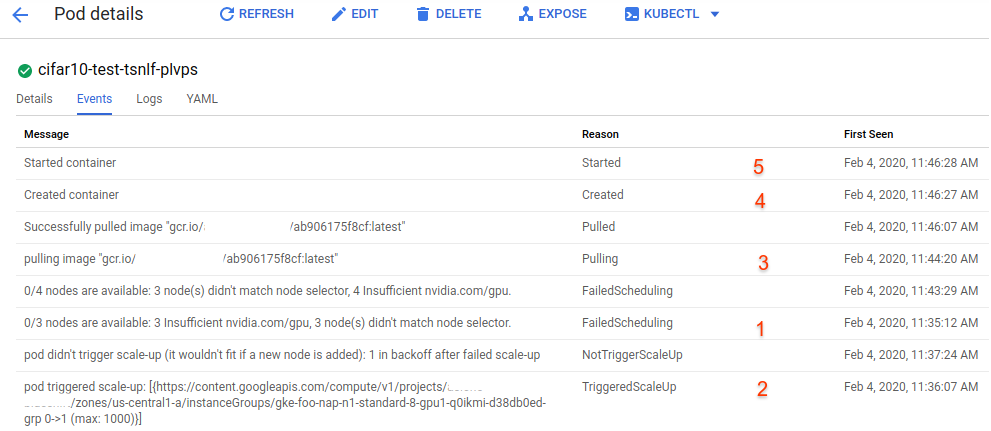 Pod details REFRESH EDIT DELETE EXPOSE KUBECTL
cifar10-test-tsnlf-plvps
Details Events Logs YAML
Message Reason First Seen
Started container Started 5 Feb 4, 2020, 11:46:28 AM
Created container Created 4 Feb 4, 2020, 11:46:27 AM
Successfully pulled image "gcr.io/ /ab906175f8cf:latest" Pulled Feb 4, 2020, 11:46:07 AM
pulling image "gcr.io/ /ab906175f8cf:latest" Pulling 3 Feb 4, 2020, 11:44:20 AM
0/4 nodes are available: 3 node(s) didn't match node selector, 4 Insufficient nvidia.com/gpu. FailedScheduling Feb 4, 2020, 11:43:29 AM
0/3 nodes are available: 3 Insufficient nvidia.com/gpu, 3 node(s) didn't match node selector. FailedScheduling 1 Feb 4, 2020, 11:35:12 AM
pod didn't trigger scale-up (it wouldn't fit if a new node is added): 1 in backoff after failed scale-up NotTriggerScaleUp Feb 4, 2020, 11:37:24 AM
pod triggered scale-up: [{https://content.googleapis.com/compute/v1/projects/ TriggeredScaleUp 2 Feb 4, 2020, 11:36:07 AM
/zones/us-central1-a/instanceGroups/gke-foo-nap-n1-standard-8-gpu1-q0ikmi-d38db0ed-
grp 0->1 (max: 1000)}]